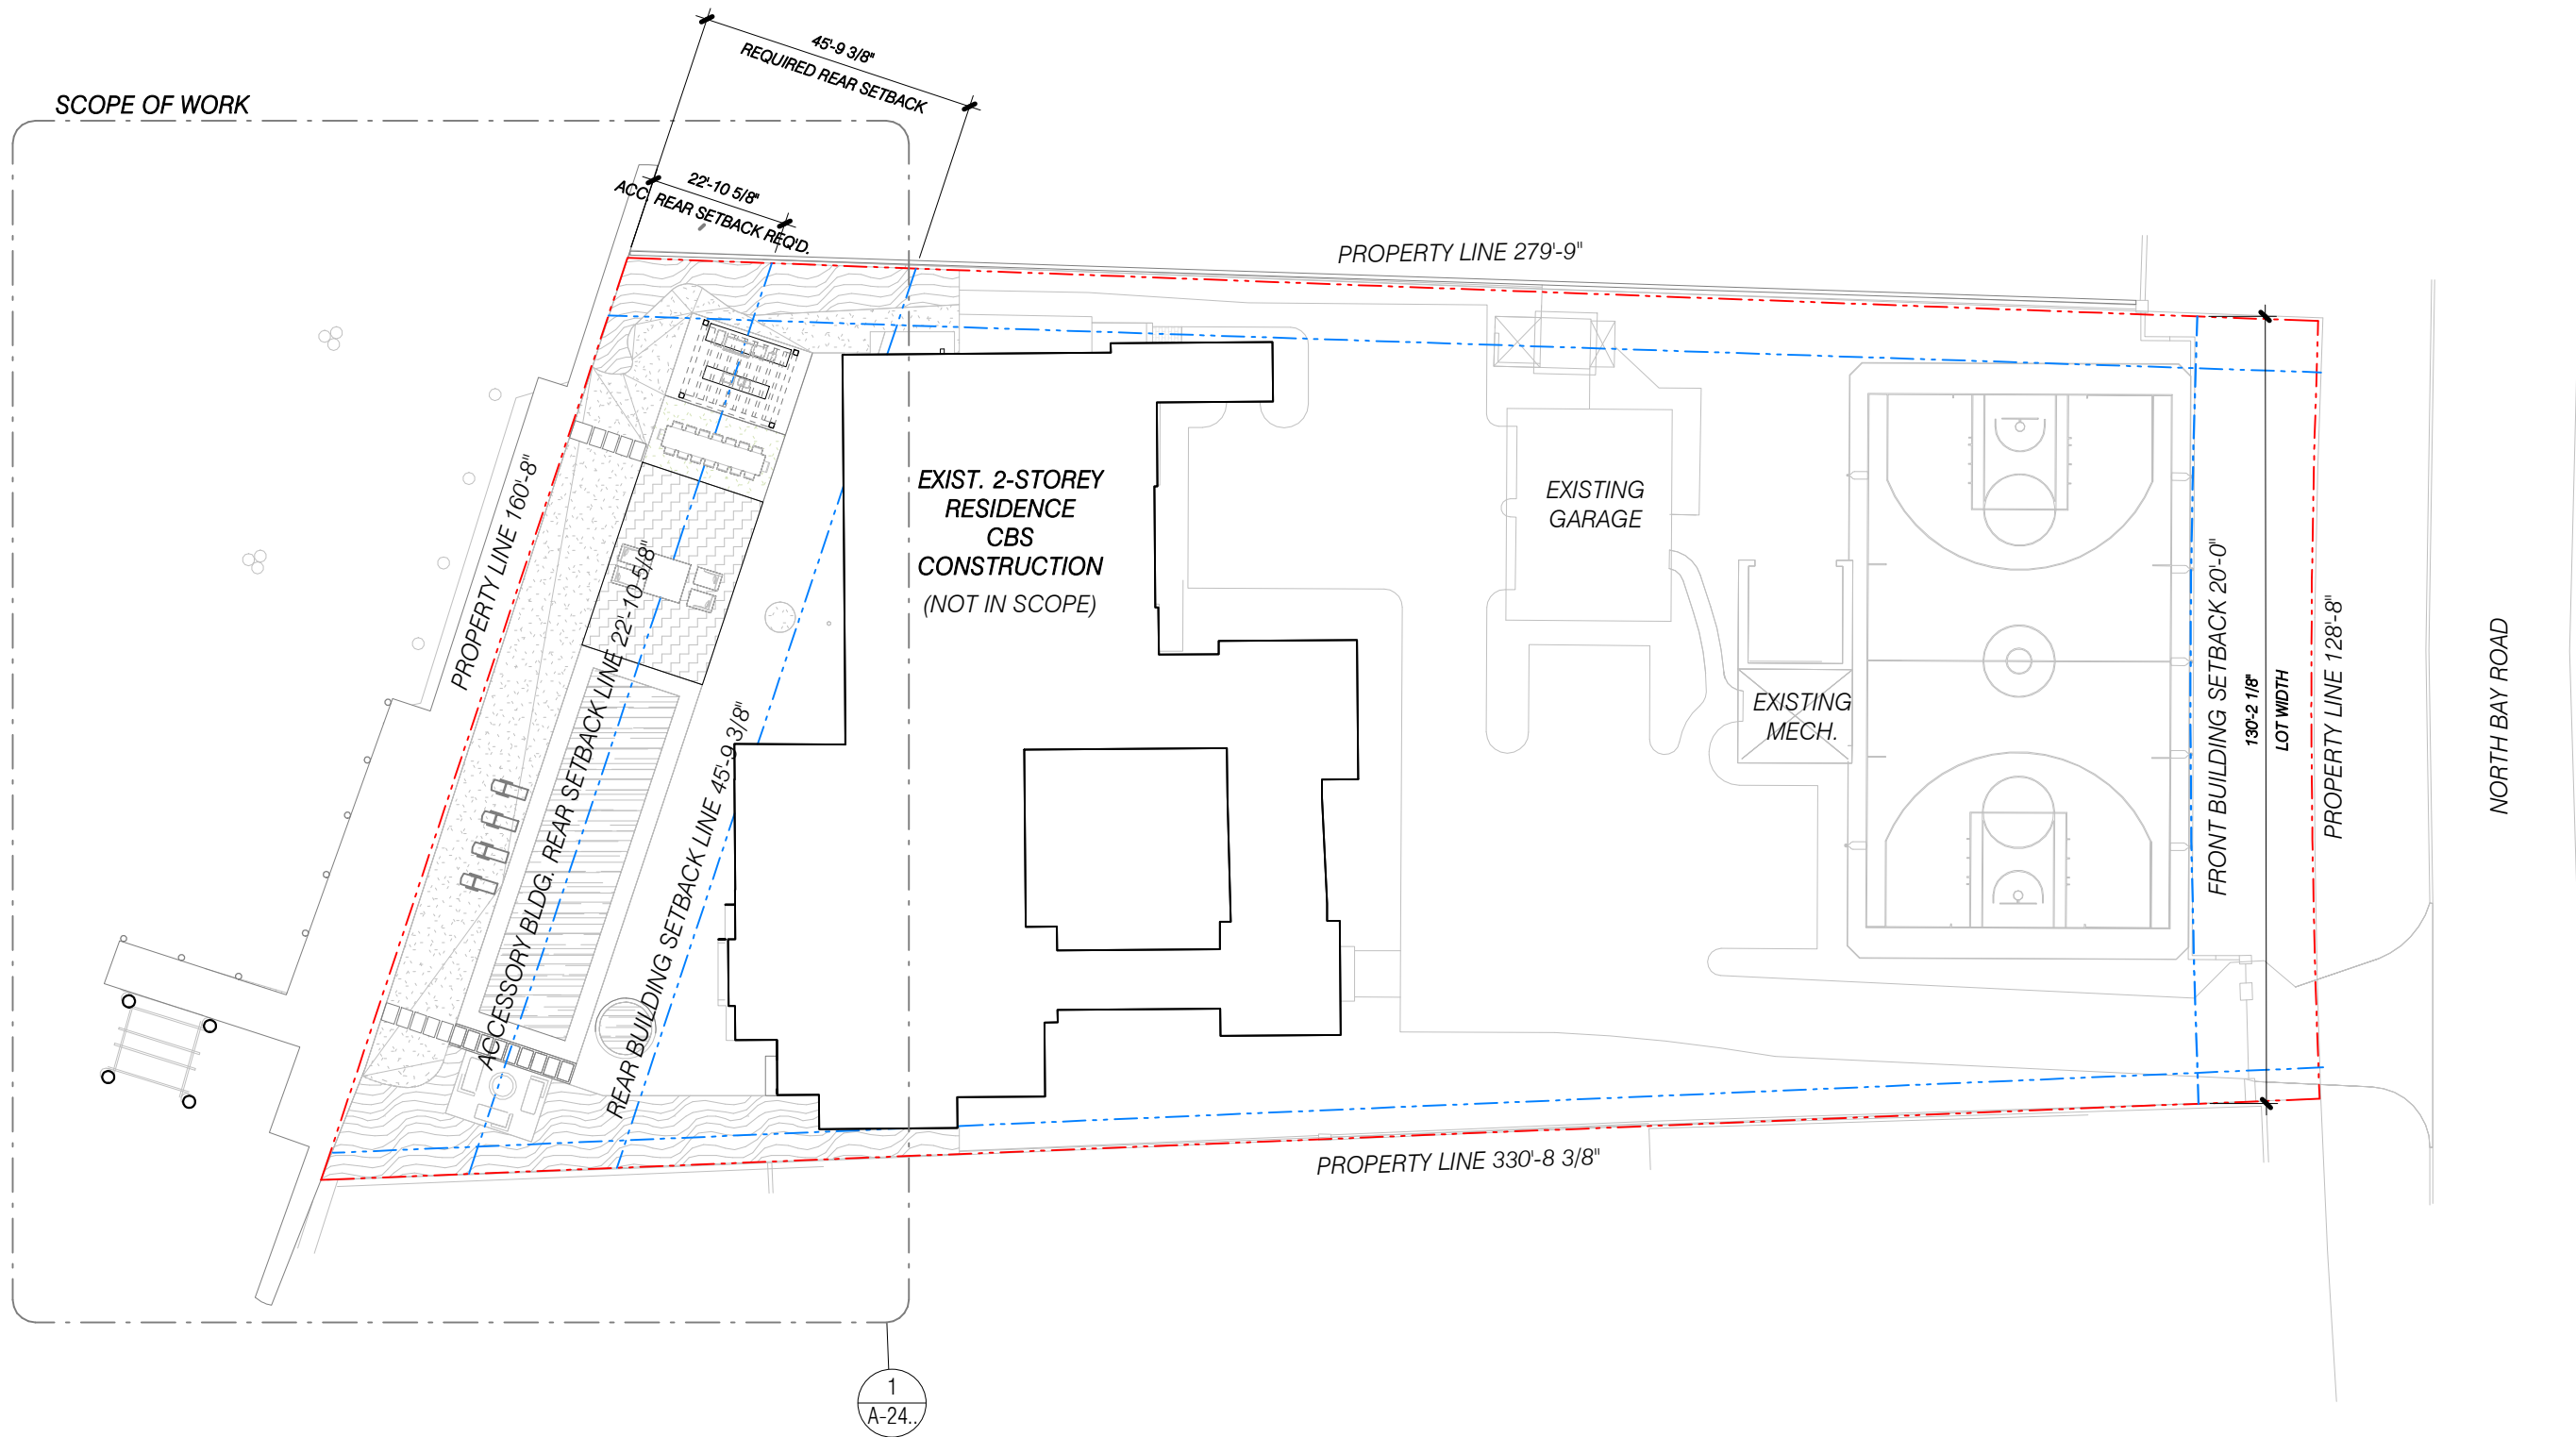 45'-9 3/8"
REQUIRED REAR SETBACK
SCOPE OF WORK
22'-10 5/8"
ACC. REAR SETBACK REQ'D.
PROPERTY LINE 279'-9"
PROPERTY LINE 160'-8"
ACCESSORY BLDG. REAR SETBACK LINE 22'-10 5/8"
REAR BUILDING SETBACK LINE 45'-9 3/8"
EXIST. 2-STOREY
RESIDENCE
CBS
CONSTRUCTION
(NOT IN SCOPE)
EXISTING
GARAGE
EXISTING
MECH.
FRONT BUILDING SETBACK 20'-0"
130'-2 1/8"
LOT WIDTH
PROPERTY LINE 128'-8"
NORTH BAY ROAD
PROPERTY LINE 330'-8 3/8"
1
A-24..